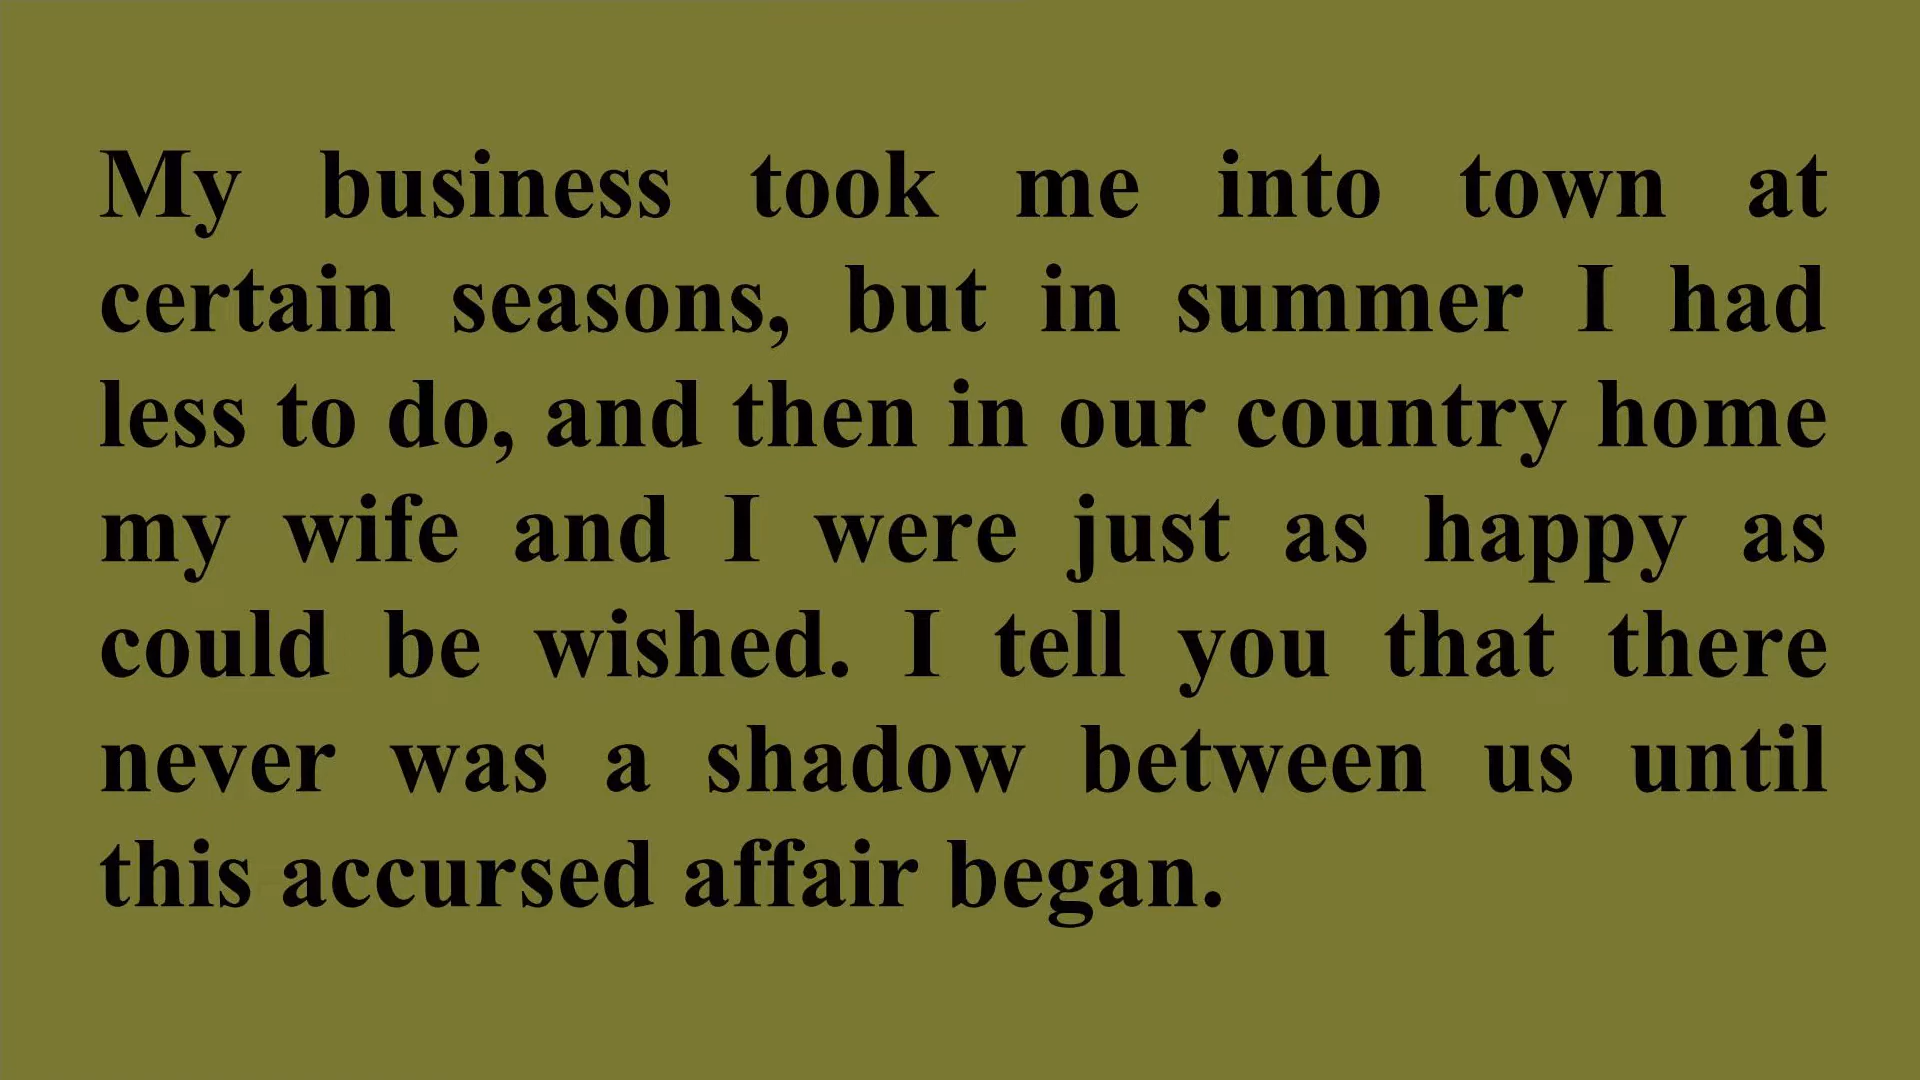 My business took me into town at
certain seasons, but in summer I had
less to do, and then in our country home
my wife and I were just as happy as
could be wished. I tell you that there
never was a shadow between us until
this accursed affair began.